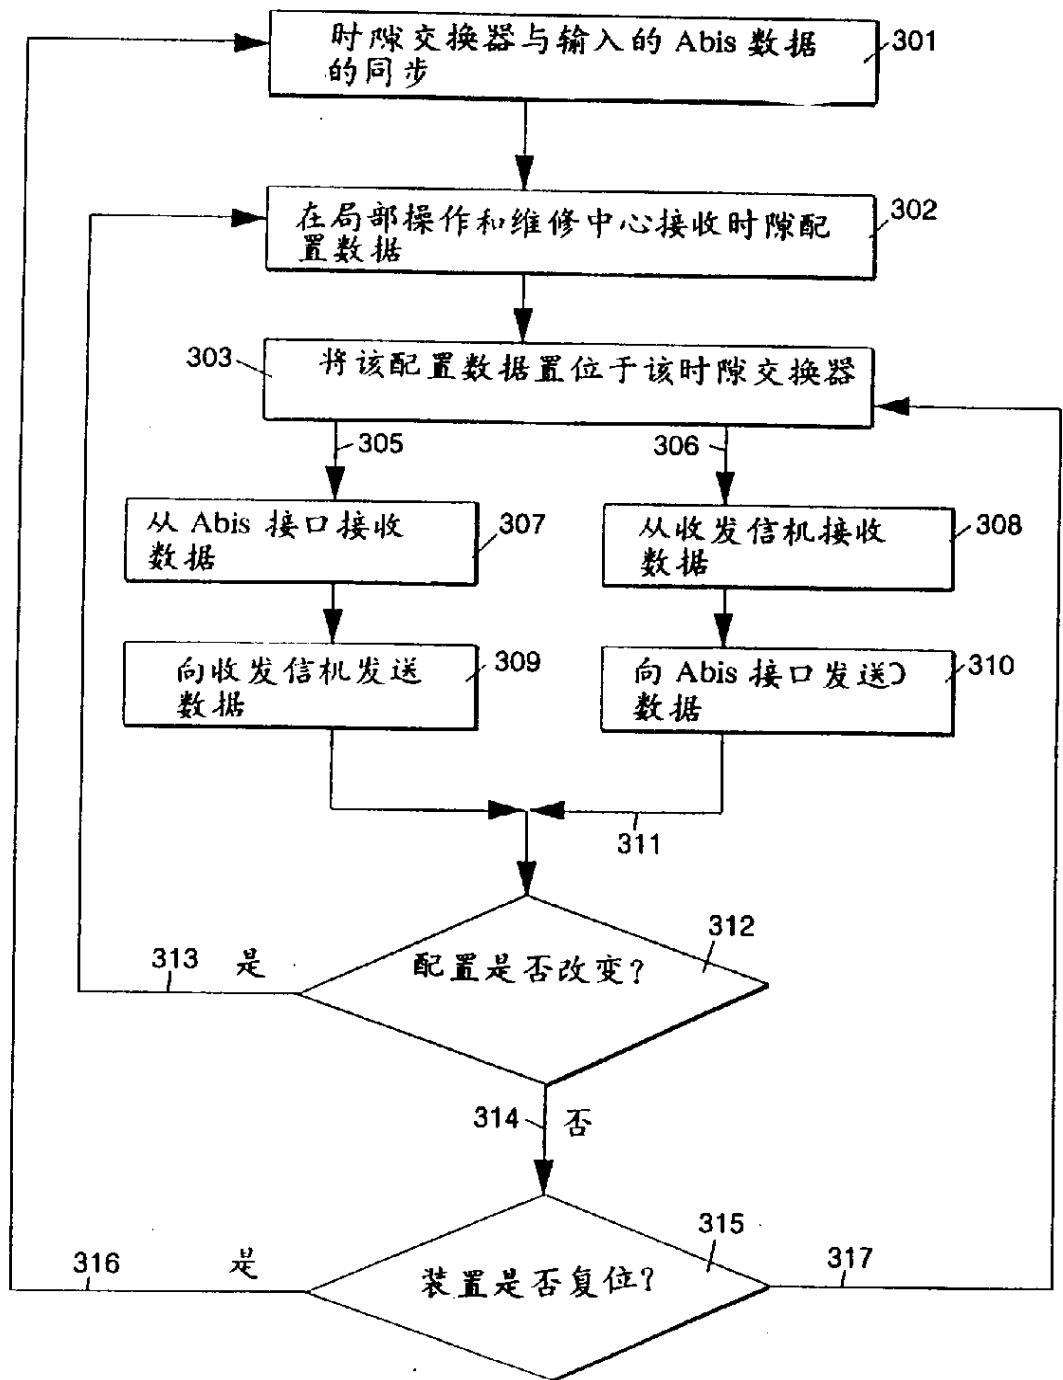 时隙交换器与输入的 Abis 数据
的同步
301
在局部操作和维修中心接收时隙配
置数据
302
303
将该配置数据置位于该时隙交换器
305
306
从 Abis 接口接收
数据
307
从收发信机接收
数据
308
向收发信机发送
数据
309
向 Abis 接口发送
数据
310
311
配置是否改变?
312
313
是
314
否
装置是否复位?
315
316
是
317